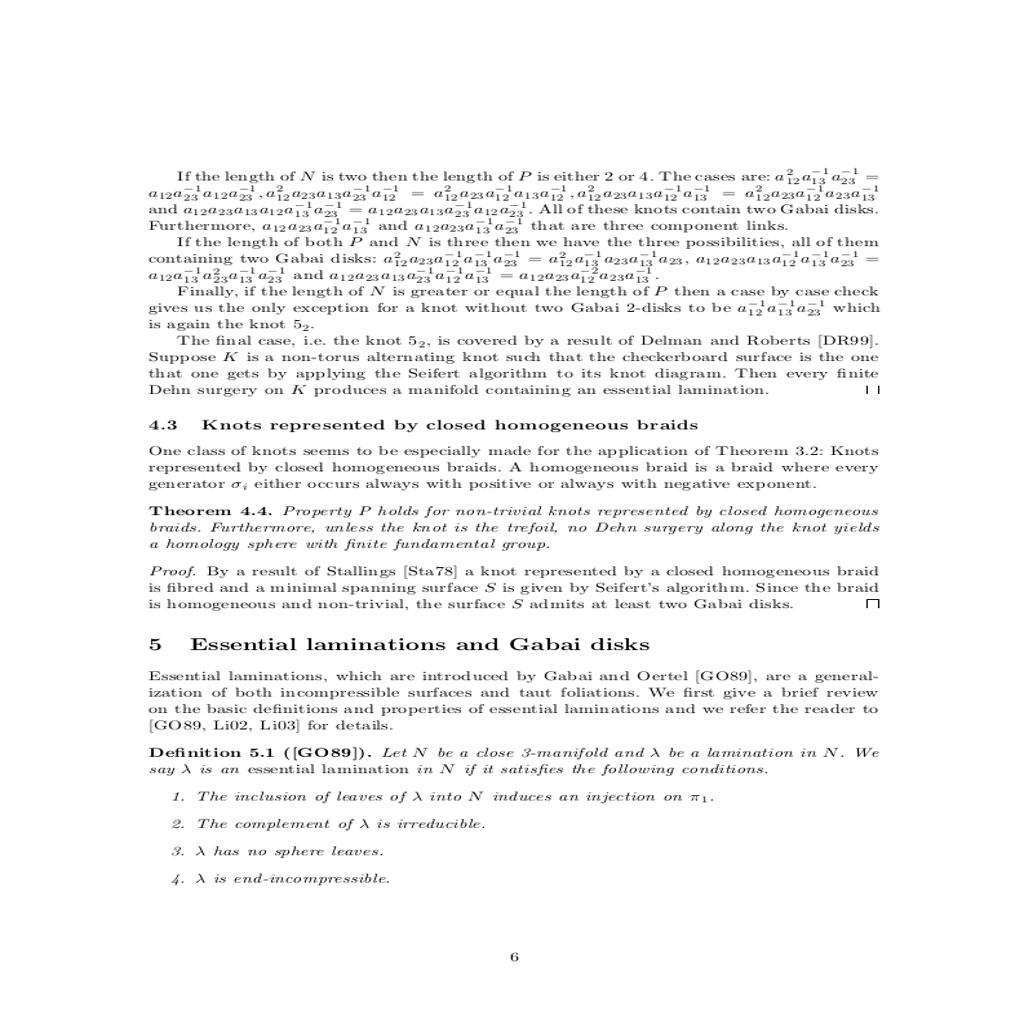 If the length of N is two then the length of P is either 2 or 4. The cases are: a_{12}^2 a_{13}^{-1} a_{23}^{-1} =
a_{12}a_{23}^{-1}a_{12}a_{23}^{-1}, a_{12}^2 a_{23}a_{13}a_{23}^{-1}a_{12}^{-1} = a_{12}^2 a_{23}a_{12}^{-1}a_{13}a_{12}^{-1}, a_{12}^2 a_{23}a_{13}a_{12}^{-1}a_{13}^{-1} = a_{12}^2 a_{23}a_{12}^{-1}a_{23}a_{13}^{-1}
and a_{12}a_{23}a_{13}a_{12}a_{13}^{-1}a_{23}^{-1} = a_{12}a_{23}a_{13}a_{23}^{-1}a_{12}a_{23}^{-1}. All of these knots contain two Gabai disks.
Furthermore, a_{12}a_{23}a_{12}^{-1}a_{13}^{-1} and a_{12}a_{23}a_{13}^{-1}a_{23}^{-1} that are three component links.
If the length of both P and N is three then we have the three possibilities, all of them
containing two Gabai disks: a_{12}^2 a_{23}a_{12}^{-1}a_{13}^{-1}a_{23}^{-1} = a_{12}^2 a_{13}^{-1}a_{23}a_{13}^{-1}a_{23}, a_{12}a_{23}a_{13}a_{12}^{-1}a_{13}^{-1}a_{23}^{-1} =
a_{12}a_{13}^{-1}a_{23}^2 a_{13}^{-1}a_{23}^{-1} and a_{12}a_{23}a_{13}a_{23}^{-1}a_{12}^{-1}a_{13}^{-1} = a_{12}a_{23}a_{12}^{-2}a_{23}a_{13}^{-1}.
Finally, if the length of N is greater or equal the length of P then a case by case check
gives us the only exception for a knot without two Gabai 2-disks to be a_{12}^{-1}a_{13}^{-1}a_{23}^{-1} which
is again the knot 5_2.
The final case, i.e. the knot 5_2, is covered by a result of Delman and Roberts [DR99].
Suppose K is a non-torus alternating knot such that the checkerboard surface is the one
that one gets by applying the Seifert algorithm to its knot diagram. Then every finite
Dehn surgery on K produces a manifold containing an essential lamination. □
4.3 Knots represented by closed homogeneous braids
One class of knots seems to be especially made for the application of Theorem 3.2: Knots
represented by closed homogeneous braids. A homogeneous braid is a braid where every
generator σ_i either occurs always with positive or always with negative exponent.
Theorem 4.4. Property P holds for non-trivial knots represented by closed homogeneous
braids. Furthermore, unless the knot is the trefoil, no Dehn surgery along the knot yields
a homology sphere with finite fundamental group.
Proof. By a result of Stallings [Sta78] a knot represented by a closed homogeneous braid
is fibred and a minimal spanning surface S is given by Seifert's algorithm. Since the braid
is homogeneous and non-trivial, the surface S admits at least two Gabai disks. □
5 Essential laminations and Gabai disks
Essential laminations, which are introduced by Gabai and Oertel [GO89], are a general-
ization of both incompressible surfaces and taut foliations. We first give a brief review
on the basic definitions and properties of essential laminations and we refer the reader to
[GO89, Li02, Li03] for details.
Definition 5.1 ([GO89]). Let N be a close 3-manifold and λ be a lamination in N. We
say λ is an essential lamination in N if it satisfies the following conditions.
1. The inclusion of leaves of λ into N induces an injection on π_1.
2. The complement of λ is irreducible.
3. λ has no sphere leaves.
4. λ is end-incompressible.
6